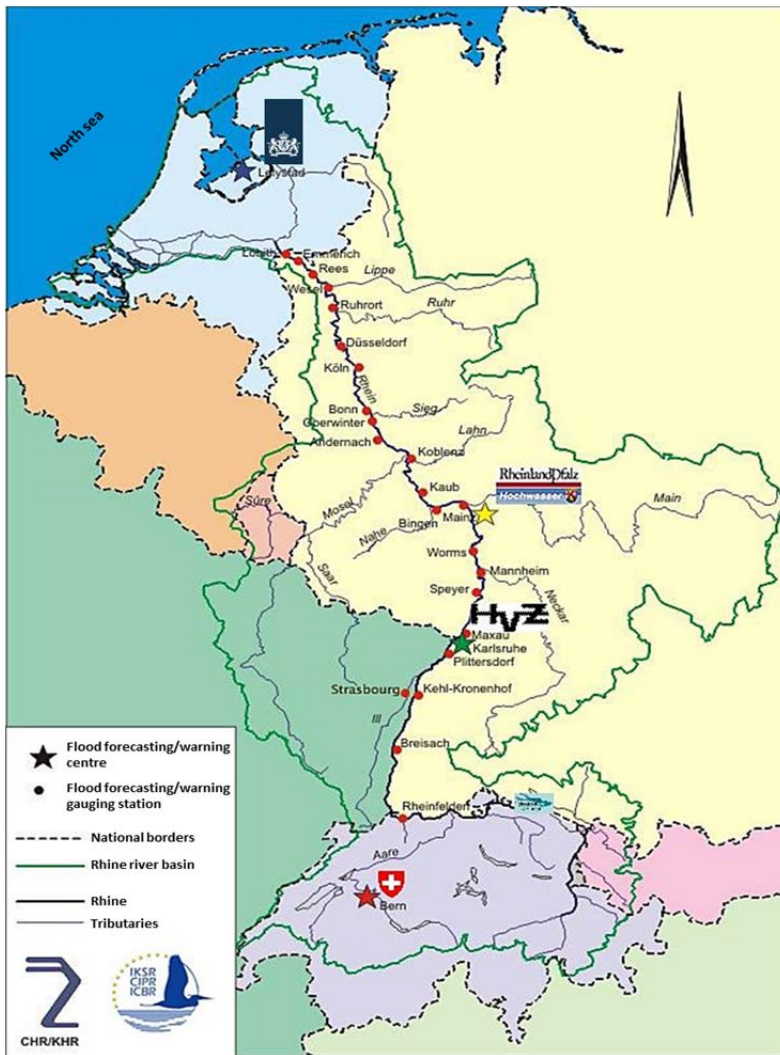 North sea
Lelystad
Lobith
Emmerich
Rees
Lippe
Wesel
Ruhr
Ruhrort
Düsseldorf
Köln
Rhein
Bonn
Sieg
Oberwinter
Lahn
Andernach
Koblenz
RheinlandPfalz
Hochwasser
Kaub
Main
Mosel
Sûre
Bingen
Mainz
Nahe
Worms
Saar
Mannheim
Speyer
Neckar
HVZ
Maxau
Karlsruhe
Plittersdorf
Strasbourg
Kehl-Kronenhof
Ill
Breisach
Rheinfelden
Aare
Bern
Flood forecasting/warning
centre
Flood forecasting/warning
gauging station
National borders
Rhine river basin
Rhine
Tributaries
CHR/KHR
IKSR
CIPR
ICBR